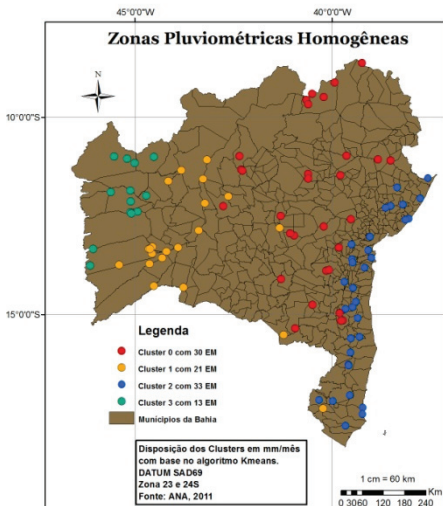 Zonas Pluviométricas Homogêneas
45°0'0"W
40°0'0"W
N
10°0'0"S
15°0'0"S
Legenda
Cluster 0 com 30 EM
Cluster 1 com 21 EM
Cluster 2 com 33 EM
Cluster 3 com 13 EM
Municípios da Bahia
Disposição dos Clusters em mm/mês
com base no algoritmo Kmeans.
DATUM SAD69
Zona 23 e 24S
Fonte: ANA, 2011
1 cm = 60 km
Km
0 3060 120 180 240